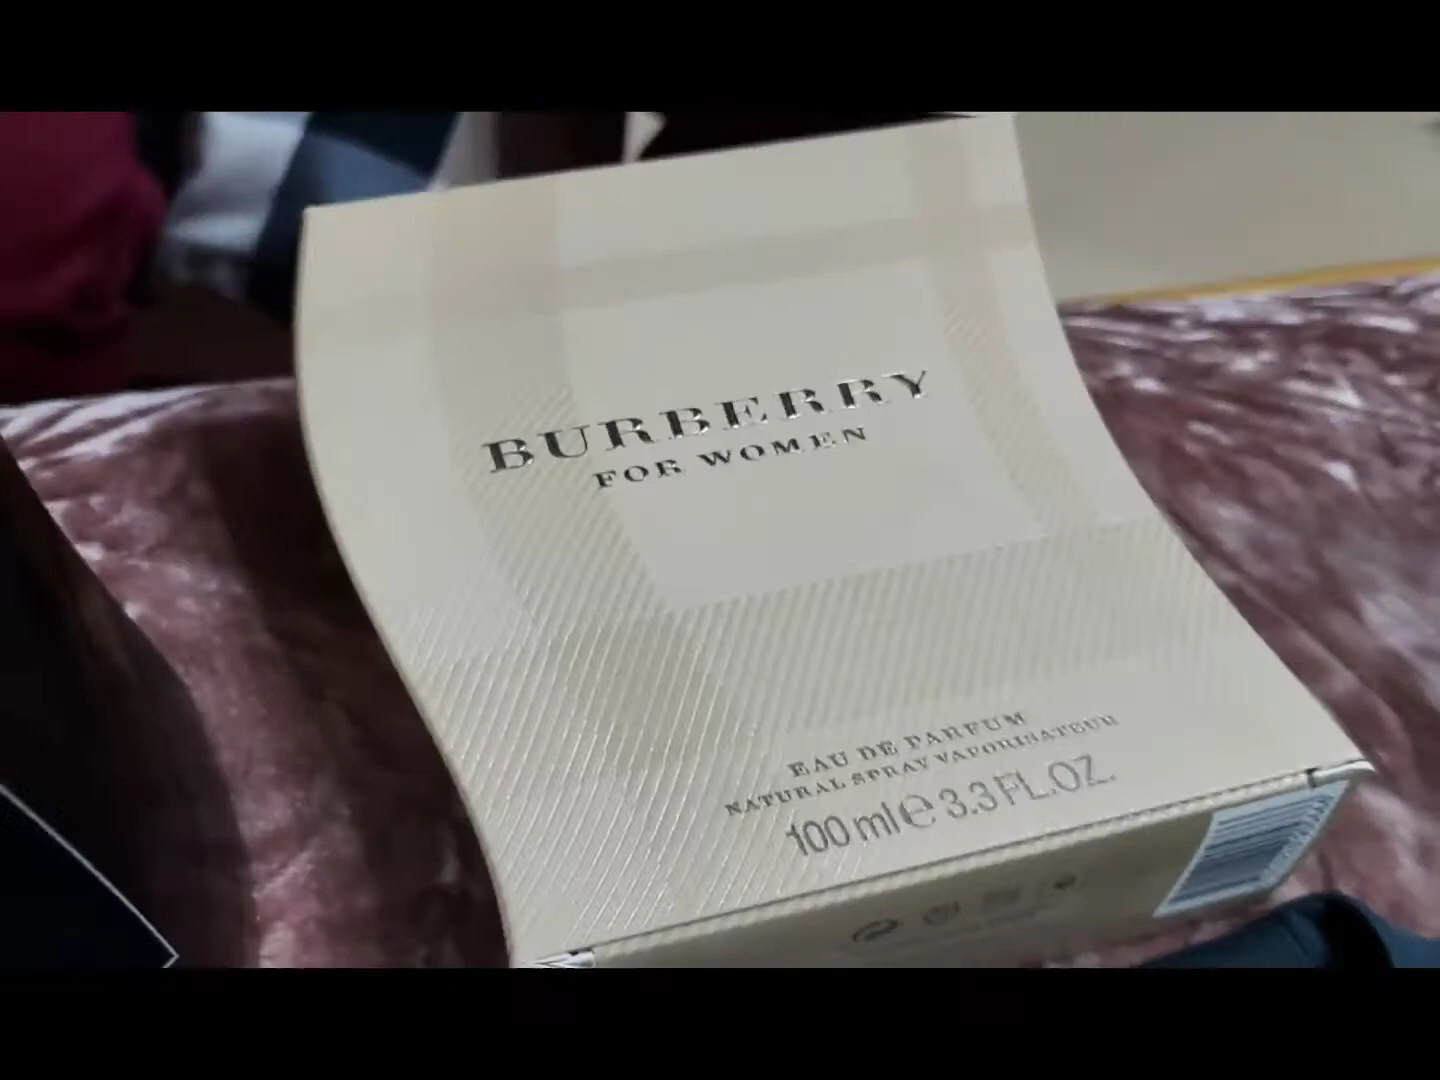 BURBERRY
FOR WOMEN
EAU DE PARFUM
NATURAL SPRAY VAPORISATEUR
100 ml ℮ 3.3 FL.OZ.